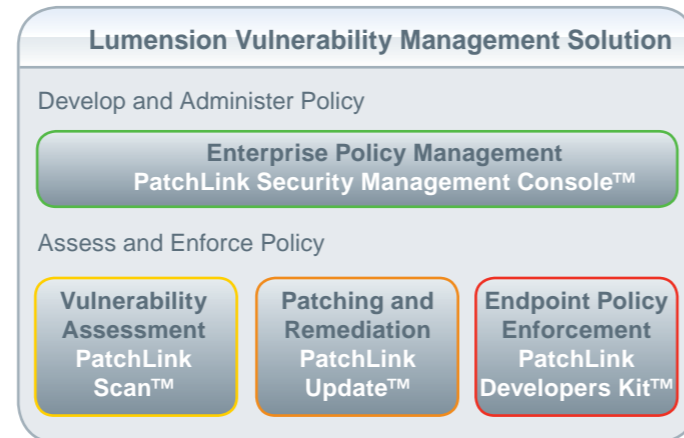 Lumension Vulnerability Management Solution
Develop and Administer Policy
Enterprise Policy Management
PatchLink Security Management Console™
Assess and Enforce Policy
Vulnerability
Assessment
PatchLink
Scan™
Patching and
Remediation
PatchLink
Update™
Endpoint Policy
Enforcement
PatchLink
Developers Kit™